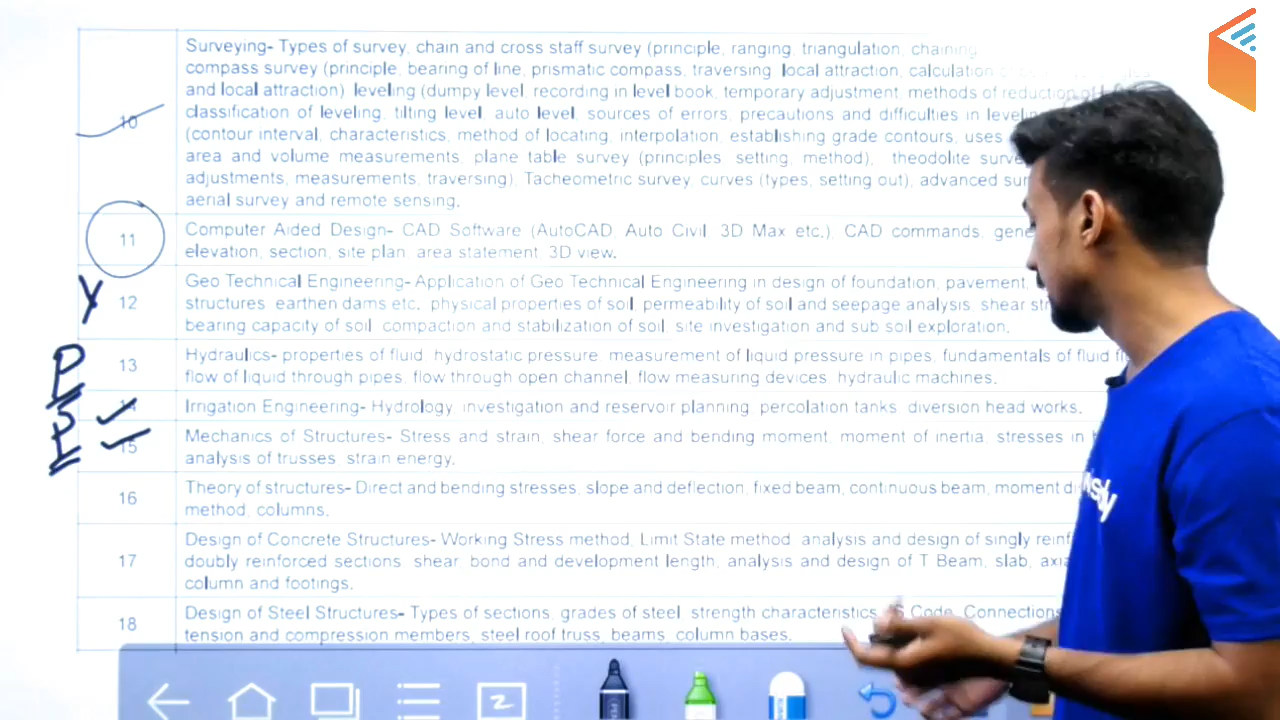 Surveying- Types of survey, chain and cross staff survey (principle, ranging, triangulation, chaining
compass survey (principle, bearing of line, prismatic compass, traversing, local attraction, calculation
and local attraction) leveling (dumpy level, recording in level book, temporary adjustment, methods of reduction of
10 classification of leveling, tilting level, auto level, sources of errors, precautions and difficulties in leveling
(contour interval, characteristics, method of locating, interpolation, establishing grade contours, uses
area and volume measurements, plane table survey (principles, setting, method), theodolite survey
adjustments, measurements, traversing), Tacheometric survey, curves (types, setting out), advanced
aerial survey and remote sensing.
11 Computer Aided Design- CAD Software (AutoCAD, Auto Civil, 3D Max etc.), CAD commands,
elevation, section, site plan, area statement, 3D view.
Y
12 Geo Technical Engineering- Application of Geo Technical Engineering in design of foundation, pavement,
structures, earthen dams etc, physical properties of soil, permeability of soil and seepage analysis, shear
bearing capacity of soil, compaction and stabilization of soil, site investigation and sub soil exploration.
P
13 Hydraulics- properties of fluid, hydrostatic pressure, measurement of liquid pressure in pipes, fundamentals of fluid
flow of liquid through pipes, flow through open channel, flow measuring devices, hydraulic machines.
P
14 Irrigation Engineering- Hydrology, investigation and reservoir planning, percolation tanks, diversion head works.
15 Mechanics of Structures- Stress and strain, shear force and bending moment, moment of inertia, stresses in
analysis of trusses, strain energy.
16 Theory of structures- Direct and bending stresses, slope and deflection, fixed beam, continuous beam, moment
method, columns.
17 Design of Concrete Structures- Working Stress method, Limit State method, analysis and design of singly
doubly reinforced sections, shear, bond and development length, analysis and design of T Beam, slab,
column and footings.
18 Design of Steel Structures- Types of sections, grades of steel, strength characteristics, IS Code, Connections
tension and compression members, steel roof truss, beams, column bases.
2